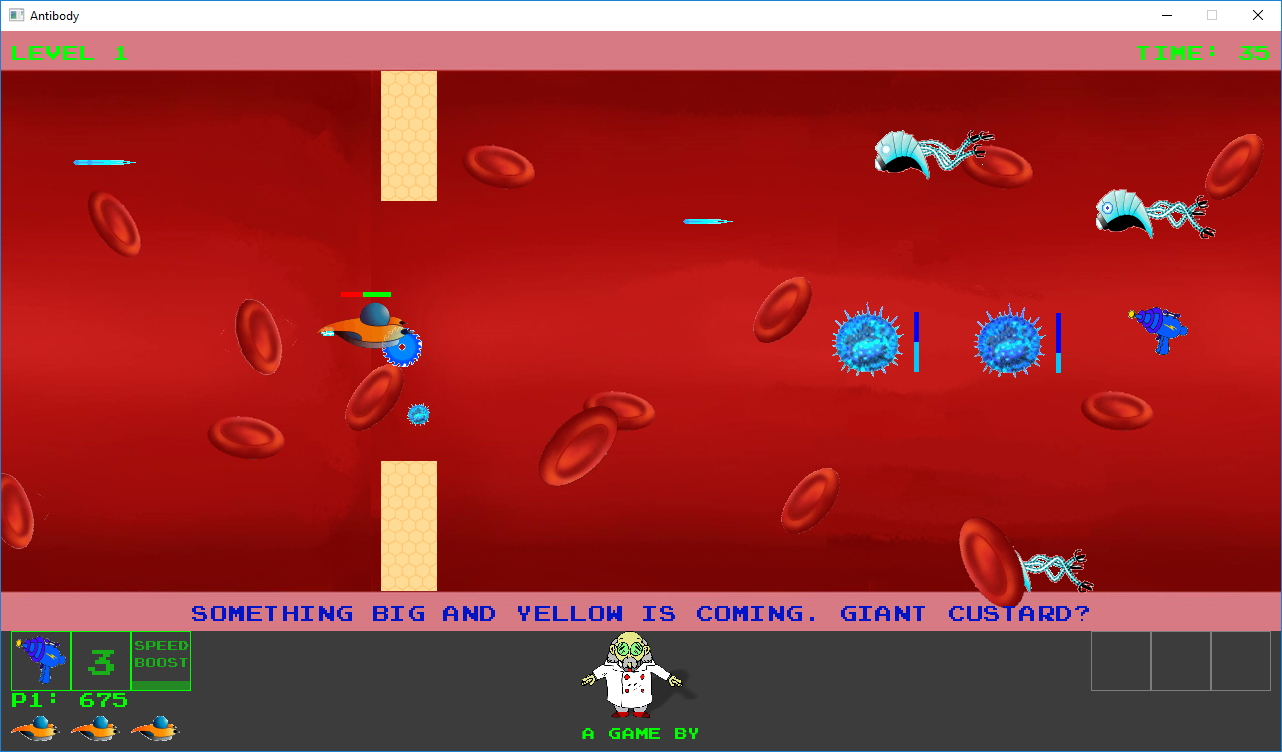 Antibody
LEVEL 1
TIME: 35
SOMETHING BIG AND YELLOW IS COMING. GIANT CUSTARD?
3
SPEED
BOOST
P1: 675
A GAME BY